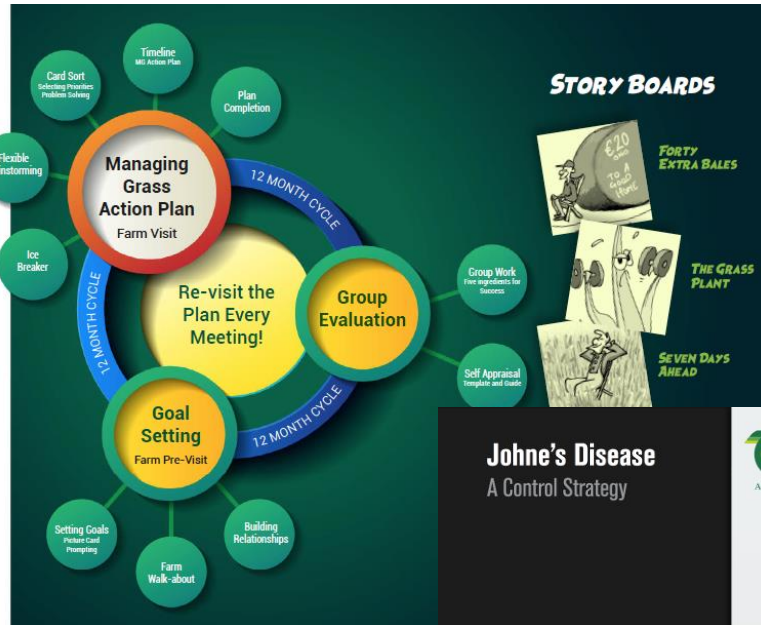 Timeline
MG Action Plan
Card Sort
Selecting Priorities
Problem Solving
Plan
Completion
Flexible
instorming
Ice
Breaker
Managing
Grass
Action Plan
Farm Visit
12 MONTH CYCLE
12 MONTH CYCLE
12 MONTH CYCLE
Re-visit the
Plan Every
Meeting!
Group
Evaluation
Group Work
Five ingredients for
Success
Self Appraisal
Template and Guide
Goal
Setting
Farm Pre-Visit
Setting Goals
Picture Card
Prompting
Farm
Walk-about
Building
Relationships
STORY BOARDS
€20
TO A
GOOD
HOME
FORTY
EXTRA BALES
THE GRASS
PLANT
SEVEN DAYS
AHEAD
Johne's Disease
A Control Strategy
A